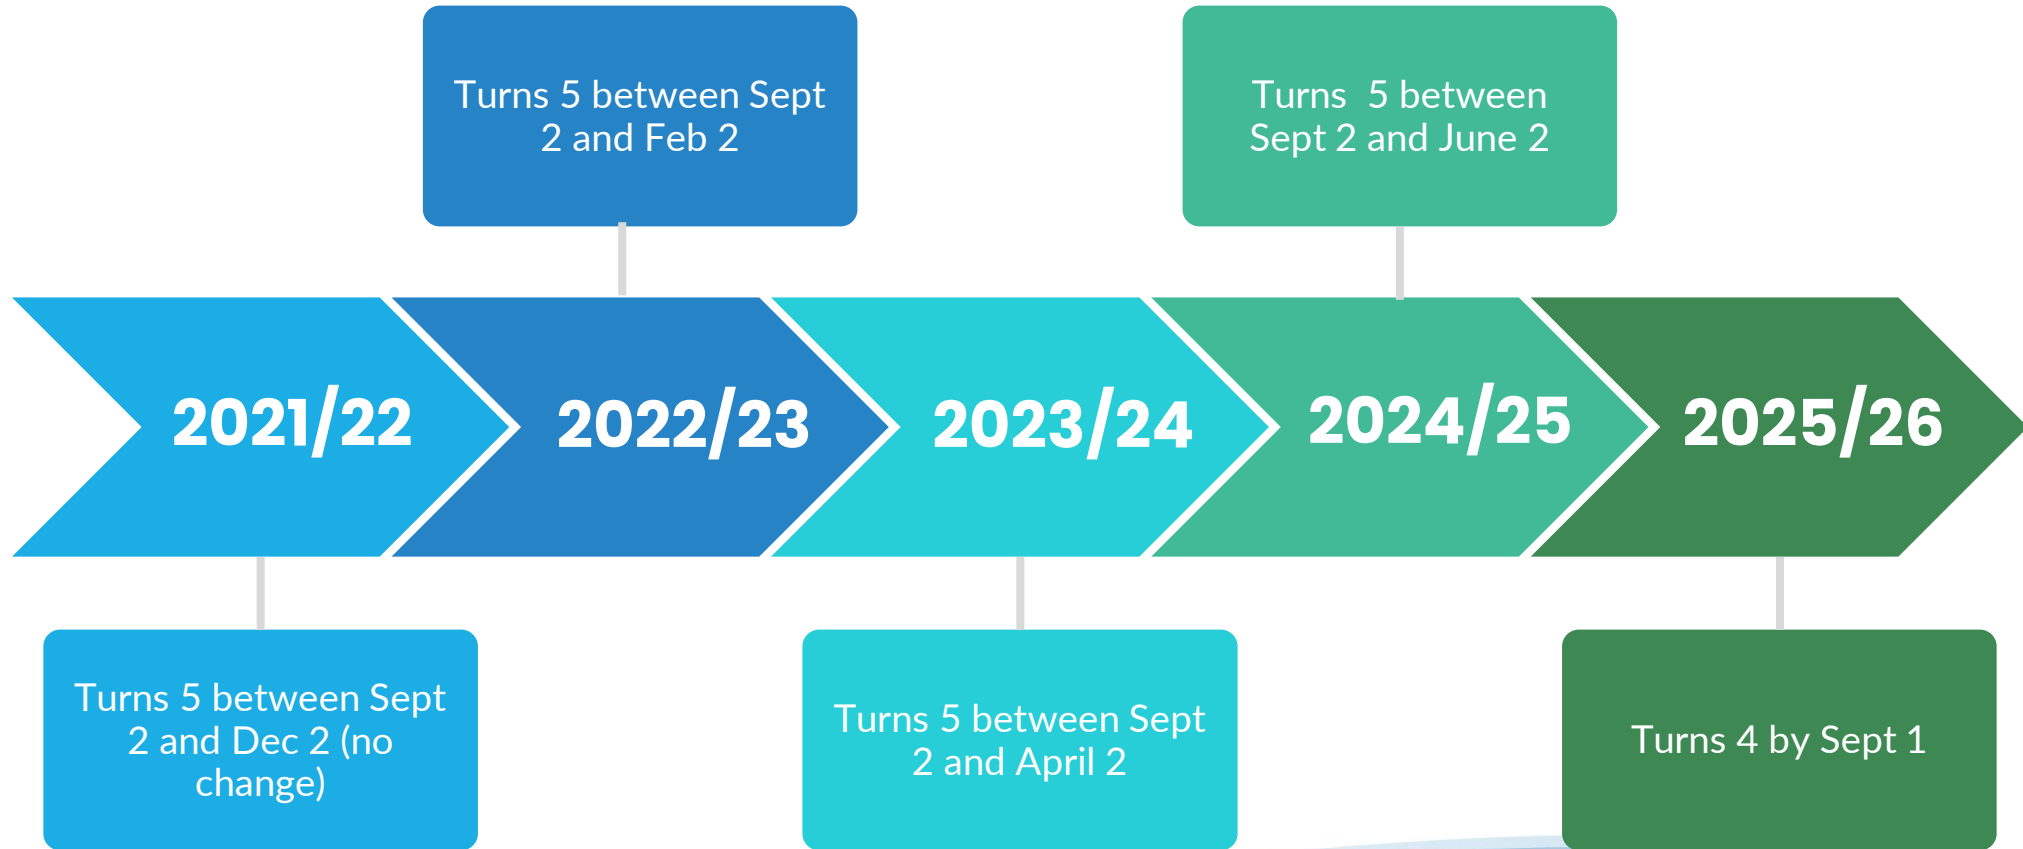 Turns 5 between Sept
2 and Feb 2
Turns  5 between
Sept 2 and June 2
2021/22
2022/23
2023/24
2024/25
2025/26
Turns 5 between Sept
2 and Dec 2 (no
change)
Turns 5 between Sept
2 and April 2
Turns 4 by Sept 1